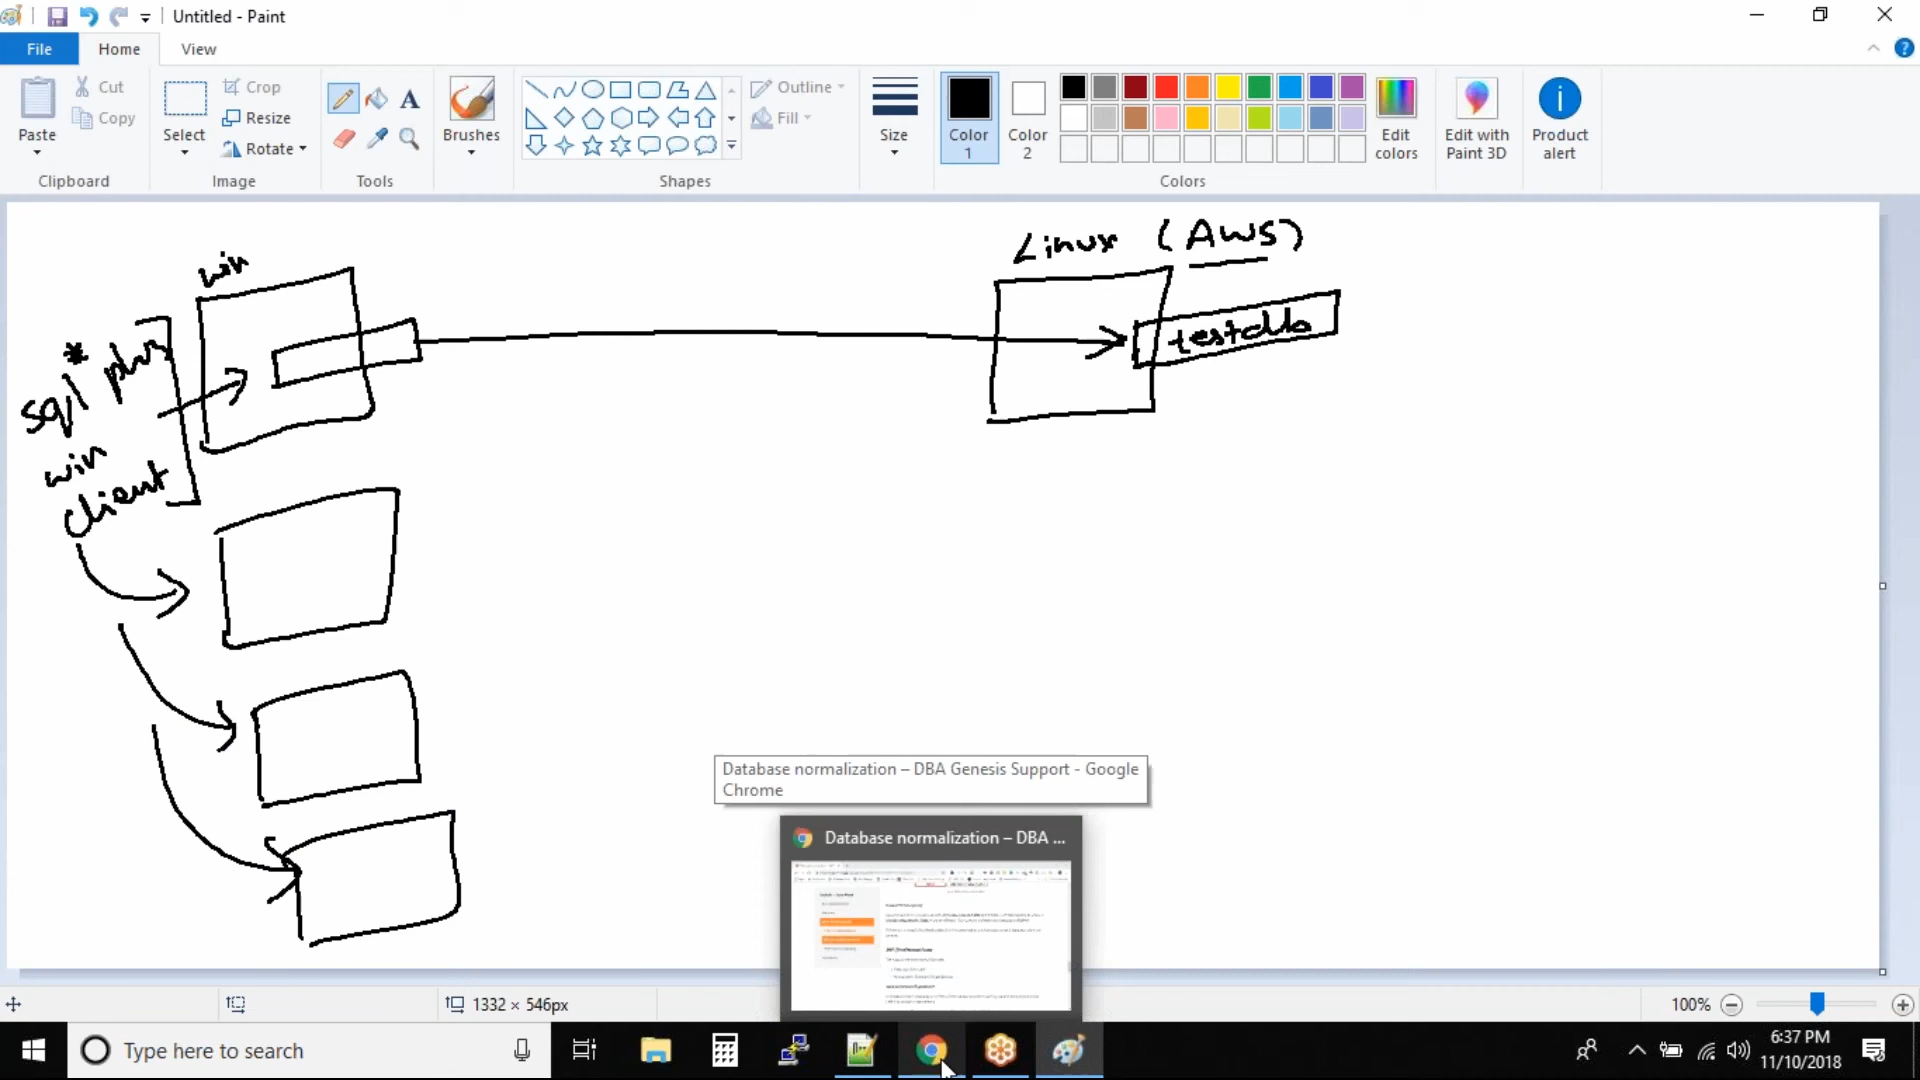 Untitled - Paint
File
Home
View
Paste
Cut
Copy
Clipboard
Select
Crop
Resize
Rotate
Image
A
Tools
Brushes
Shapes
Outline
Fill
Size
Color
1
Color
2
Colors
Edit
colors
Edit with
Paint 3D
Product
alert
win
Linux (AWS)
testdb
sql* plus
win
client
Database normalization – DBA Genesis Support - Google
Chrome
Database normalization – DBA ...
1332 × 546px
100%
Type here to search
6:37 PM
11/10/2018